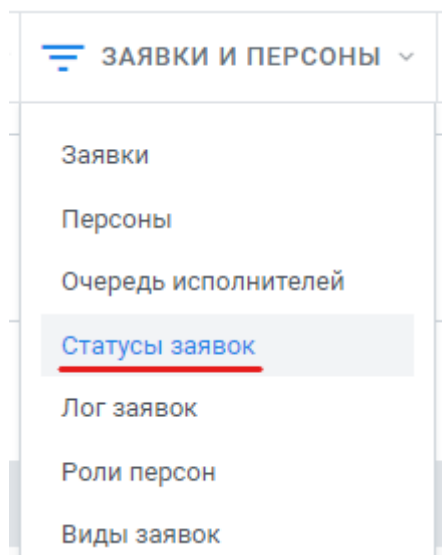 ЗАЯВКИ И ПЕРСОНЫ
Заявки
Персоны
Очередь исполнителей
Статусы заявок
Лог заявок
Роли персон
Виды заявок